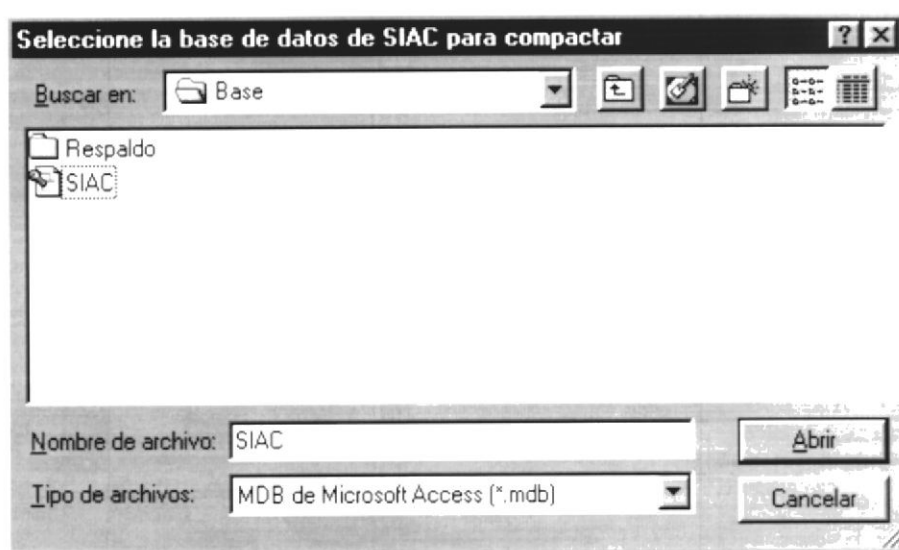 Seleccione la base de datos de SIAC para compactar
Buscar en: Base
Respaldo
SIAC
Nombre de archivo: SIAC Abrir
Tipo de archivos: MDB de Microsoft Access (*.mdb) Cancelar